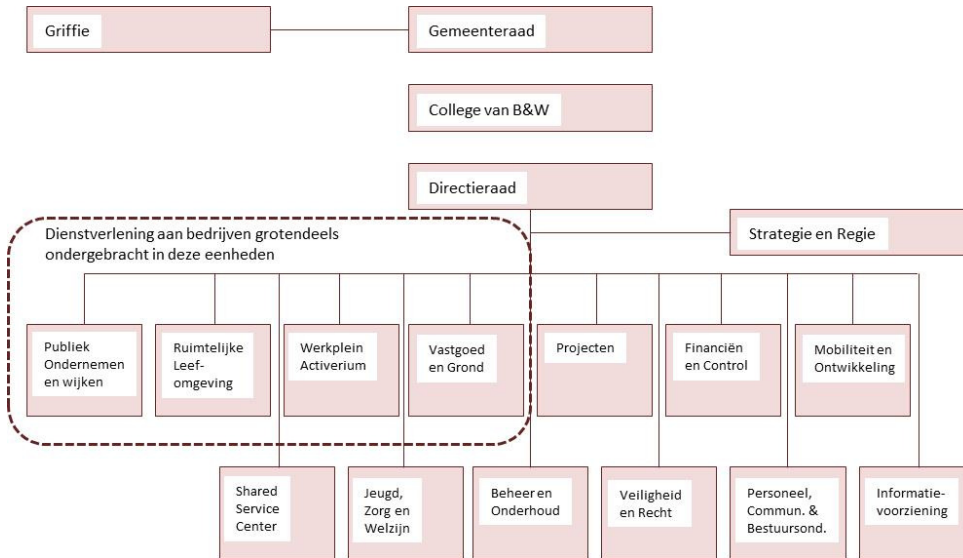 Griffie
Gemeenteraad
College van B&W
Directieraad
Strategie en Regie
Dienstverlening aan bedrijven grotendeels
ondergebracht in deze eenheden
Publiek
Ondernemen
en wijken
Ruimtelijke
Leef-
omgeving
Werkplein
Activerium
Vastgoed
en Grond
Projecten
Financiën
en Control
Mobiliteit en
Ontwikkeling
Shared
Service
Center
Jeugd,
Zorg en
Welzijn
Beheer en
Onderhoud
Veiligheid
en Recht
Personeel,
Commun. &
Bestuursond.
Informatie-
voorziening